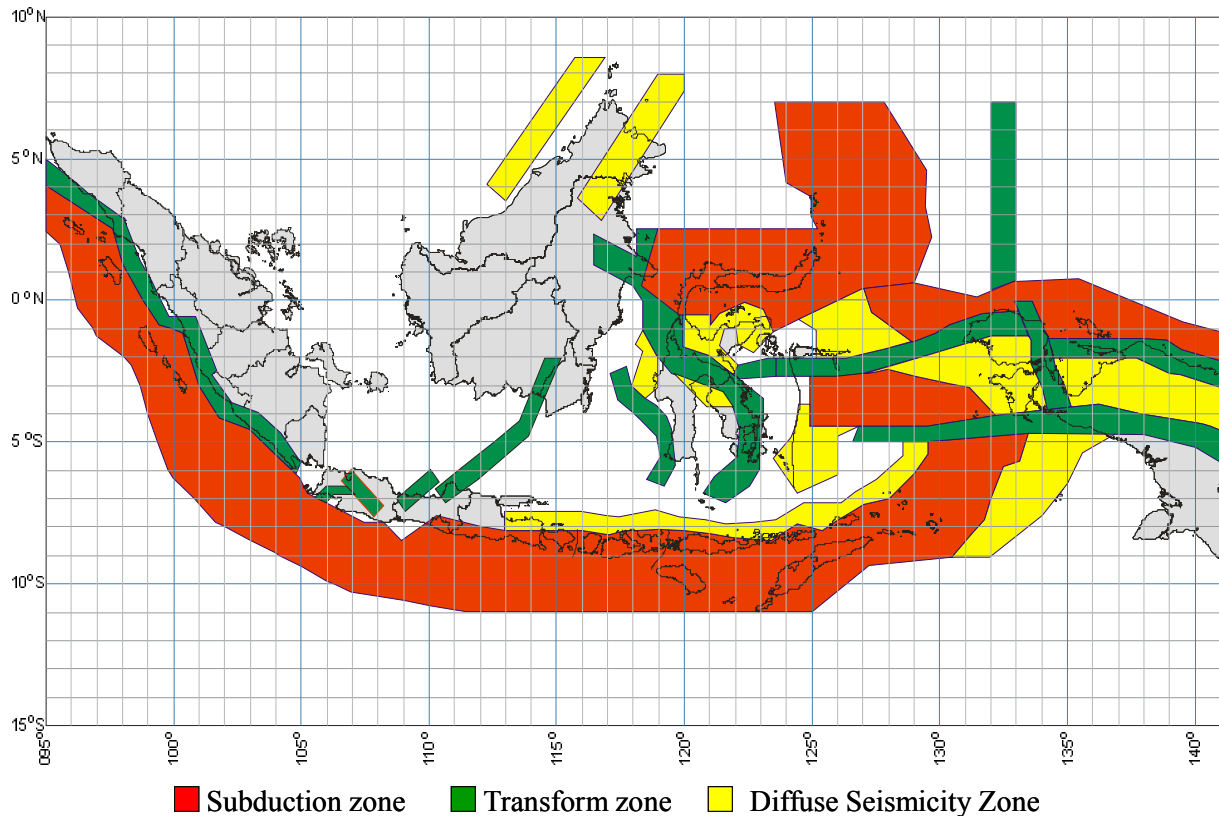 10°N
5°N
0°N
5°S
10°S
15°S
095° 100° 105° 110° 115° 120° 125° 130° 135° 140°
Subduction zone Transform zone Diffuse Seismicity Zone